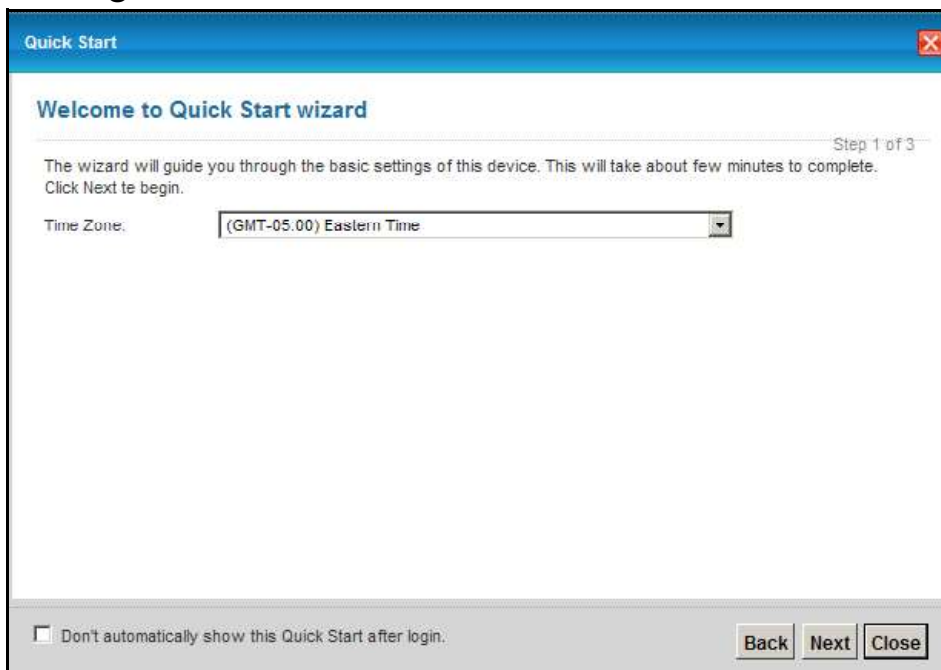 Quick Start
Welcome to Quick Start wizard
Step 1 of 3
The wizard will guide you through the basic settings of this device. This will take about few minutes to complete.
Click Next te begin.
Time Zone:
(GMT-05:00) Eastern Time
Don't automatically show this Quick Start after login.
Back Next Close